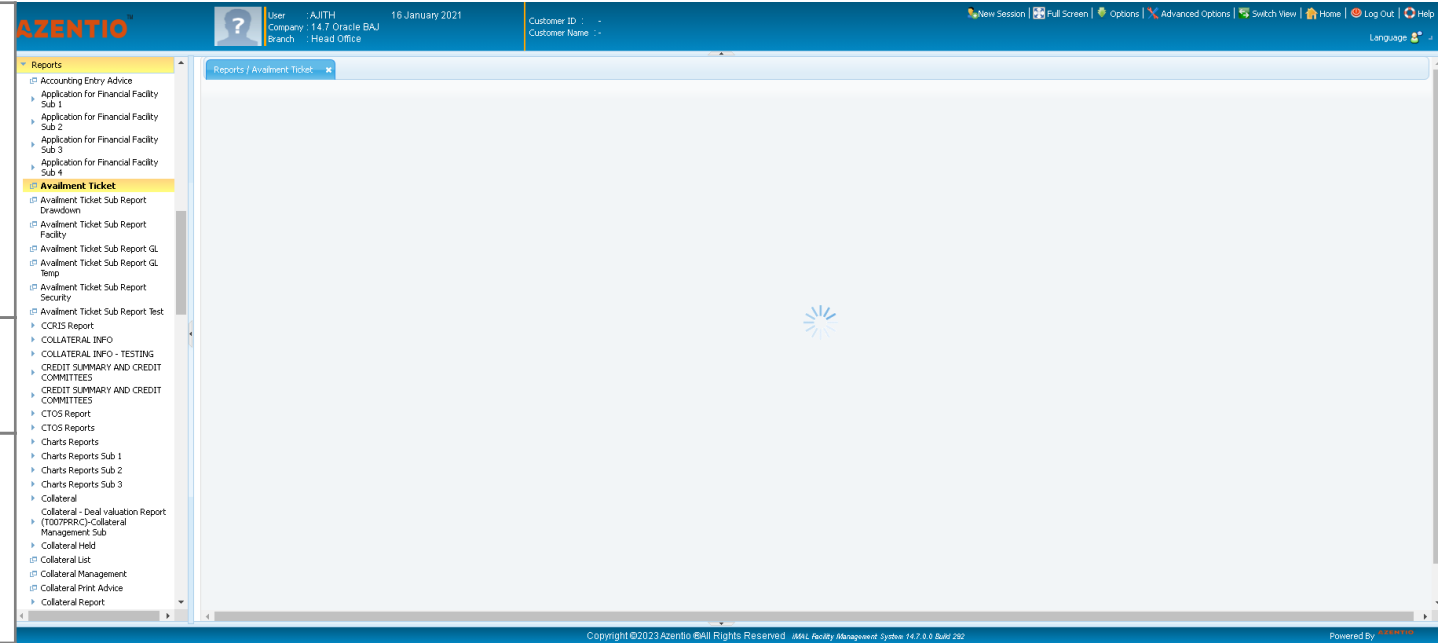 AZENTIO™
User : AJITH 16 January 2021
Company : 14.7 Oracle BAJ
Branch : Head Office
Customer ID : -
Customer Name : -
New Session | Full Screen | Options | Advanced Options | Switch View | Home | Log Out | Help
Language
Reports
Reports / Availment Ticket
Accounting Entry Advice
Application for Financial Facility
Sub 1
Application for Financial Facility
Sub 2
Application for Financial Facility
Sub 3
Application for Financial Facility
Sub 4
Availment Ticket
Availment Ticket Sub Report
Drawdown
Availment Ticket Sub Report
Facility
Availment Ticket Sub Report GL
Availment Ticket Sub Report GL
Temp
Availment Ticket Sub Report
Security
Availment Ticket Sub Report Test
CCRIS Report
COLLATERAL INFO
COLLATERAL INFO - TESTING
CREDIT SUMMARY AND CREDIT
COMMITTEES
CREDIT SUMMARY AND CREDIT
COMMITTEES
CTOS Report
CTOS Reports
Charts Reports
Charts Reports Sub 1
Charts Reports Sub 2
Charts Reports Sub 3
Collateral
Collateral - Deal valuation Report
(T007PRRC)-Collateral
Management Sub
Collateral Held
Collateral List
Collateral Management
Collateral Print Advice
Collateral Report
Copyright ©2023 Azentio ®All Rights Reserved iMAL Facility Management System 14.7.0.0 Build 292
Powered By AZENTIO